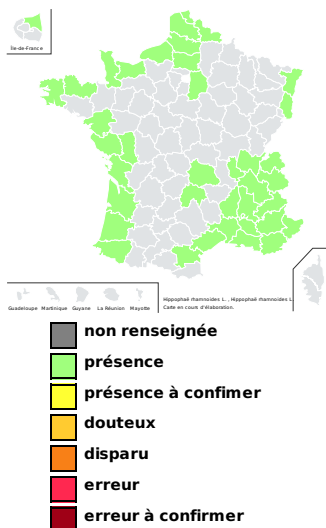 Île-de-France
Guadeloupe Martinique Guyane La Réunion Mayotte
Hippophaë rhamnoides L. , Hippophaë rhamnoides L.
Carte en cours d'élaboration.
non renseignée
présence
présence à confimer
douteux
disparu
erreur
erreur à confirmer